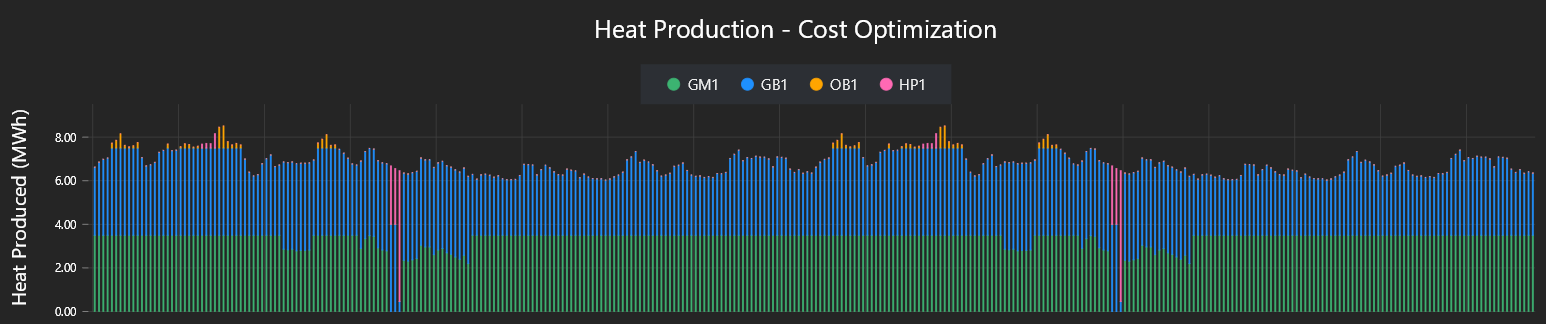 Heat Production - Cost Optimization
GM1 GB1 OB1 HP1
Heat Produced (MWh)
8.00
6.00
4.00
2.00
0.00